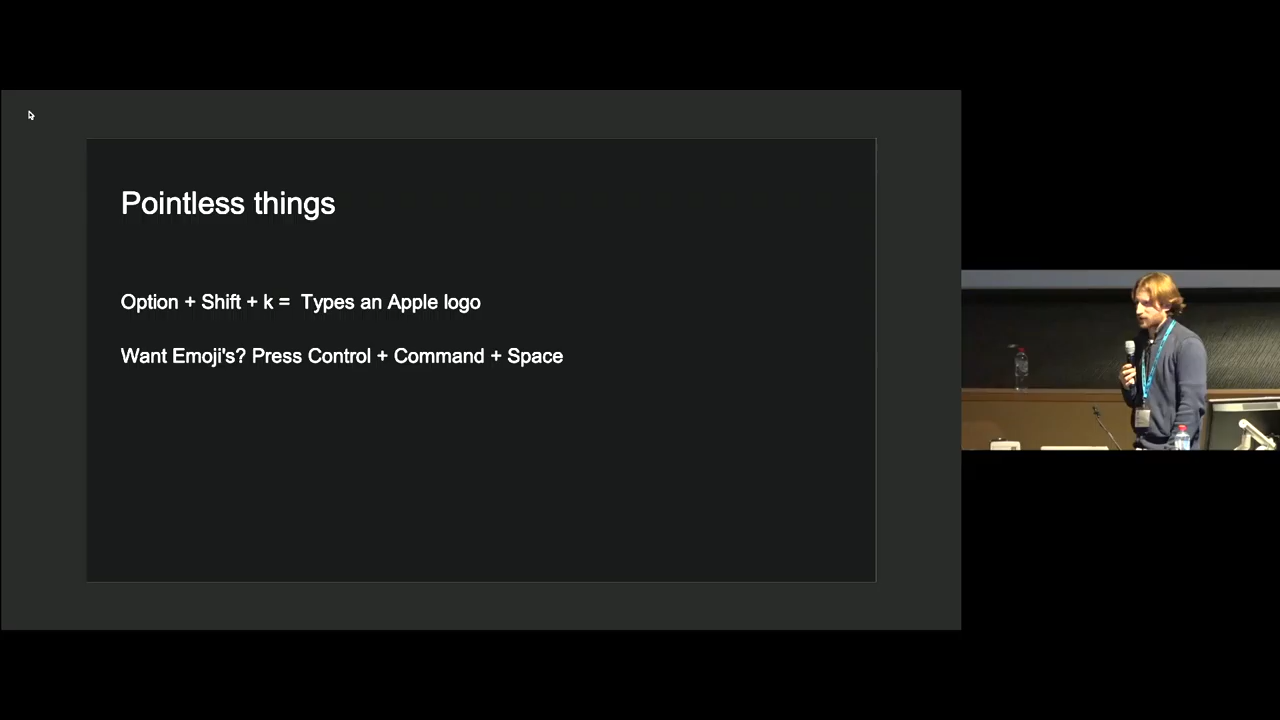 Pointless things
Option + Shift + k =  Types an Apple logo
Want Emoji's? Press Control + Command + Space